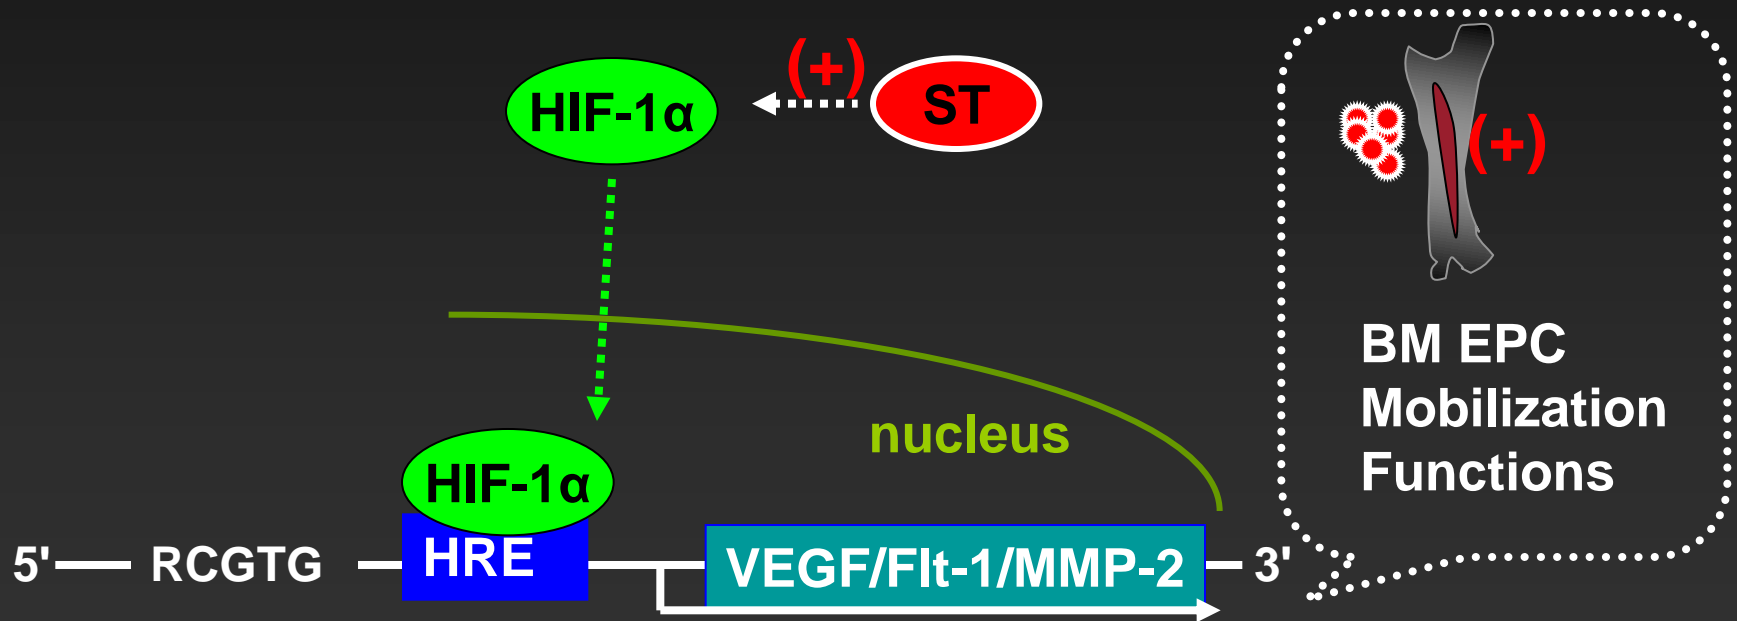 HIF-1α
(+)
ST
(+)
BM EPC
Mobilization
Functions
nucleus
HIF-1α
5'
RCGTG
HRE
VEGF/Flt-1/MMP-2
3'